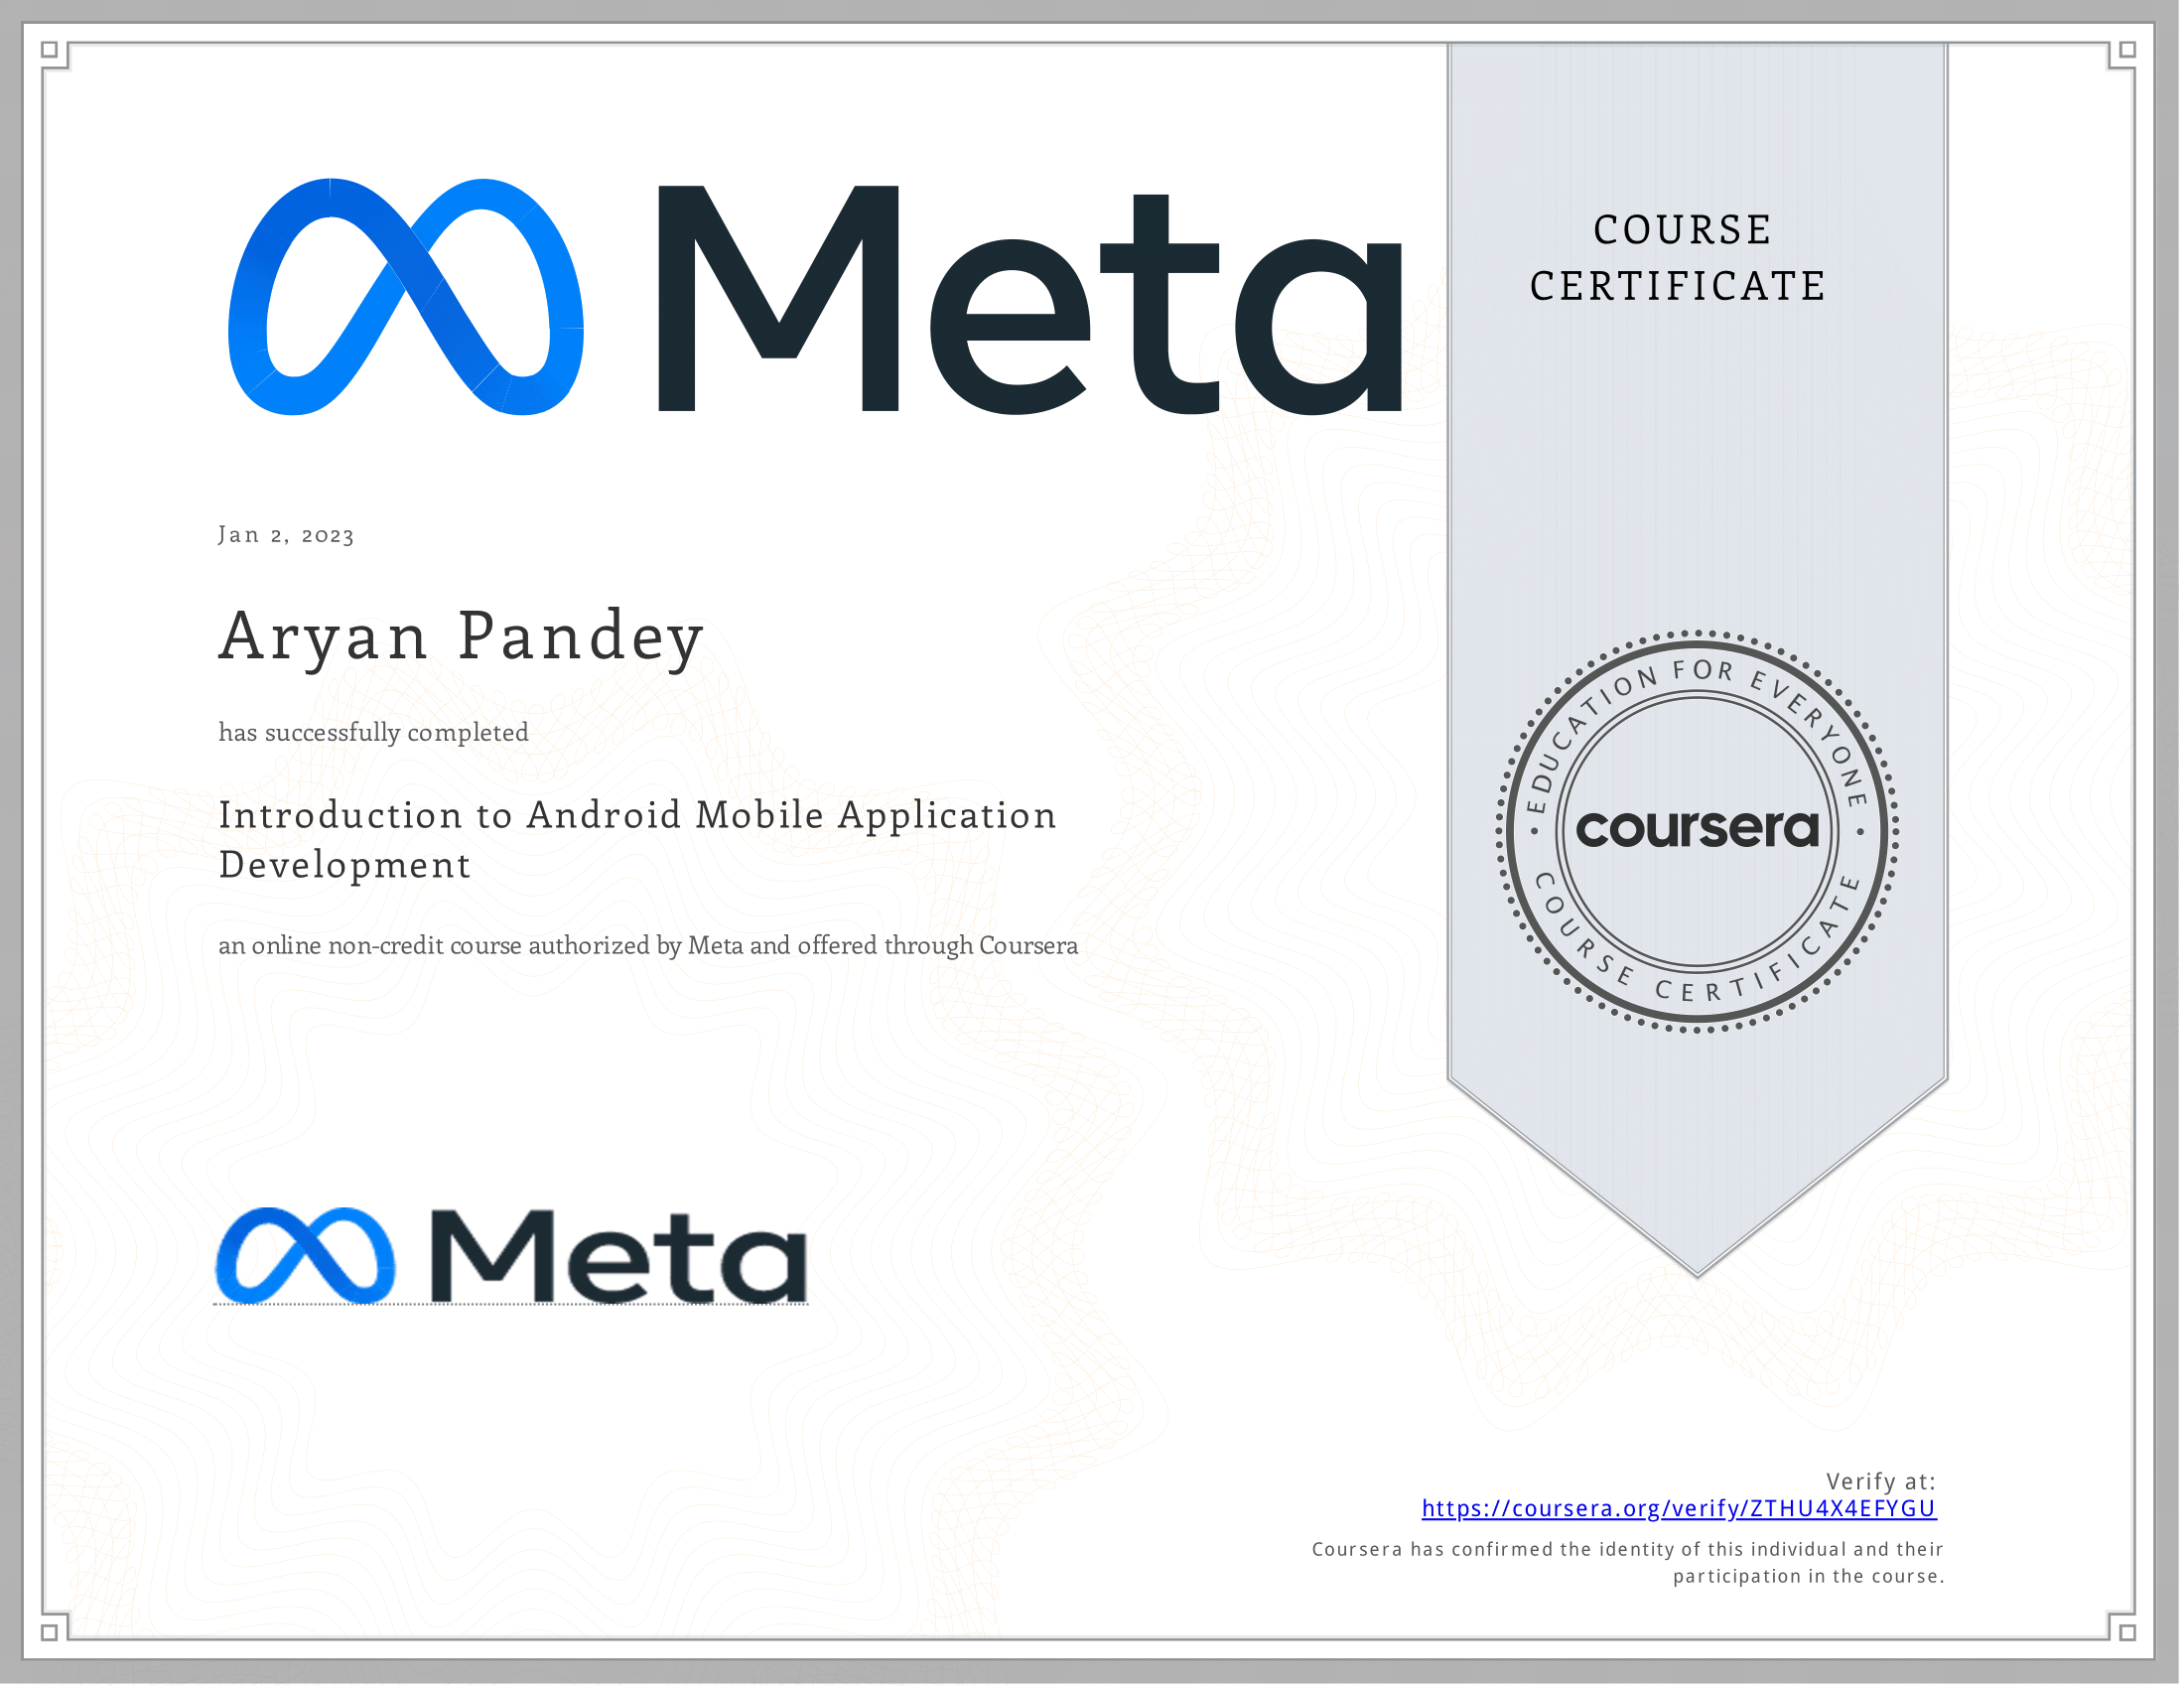 Meta
COURSE
CERTIFICATE
Jan 2, 2023
Aryan Pandey
has successfully completed
Introduction to Android Mobile Application
Development
an online non-credit course authorized by Meta and offered through Coursera
EDUCATION FOR EVERYONE
coursera
COURSE CERTIFICATE
Meta
Verify at:
https://coursera.org/verify/ZTHU4X4EFYGU
Coursera has confirmed the identity of this individual and their
participation in the course.